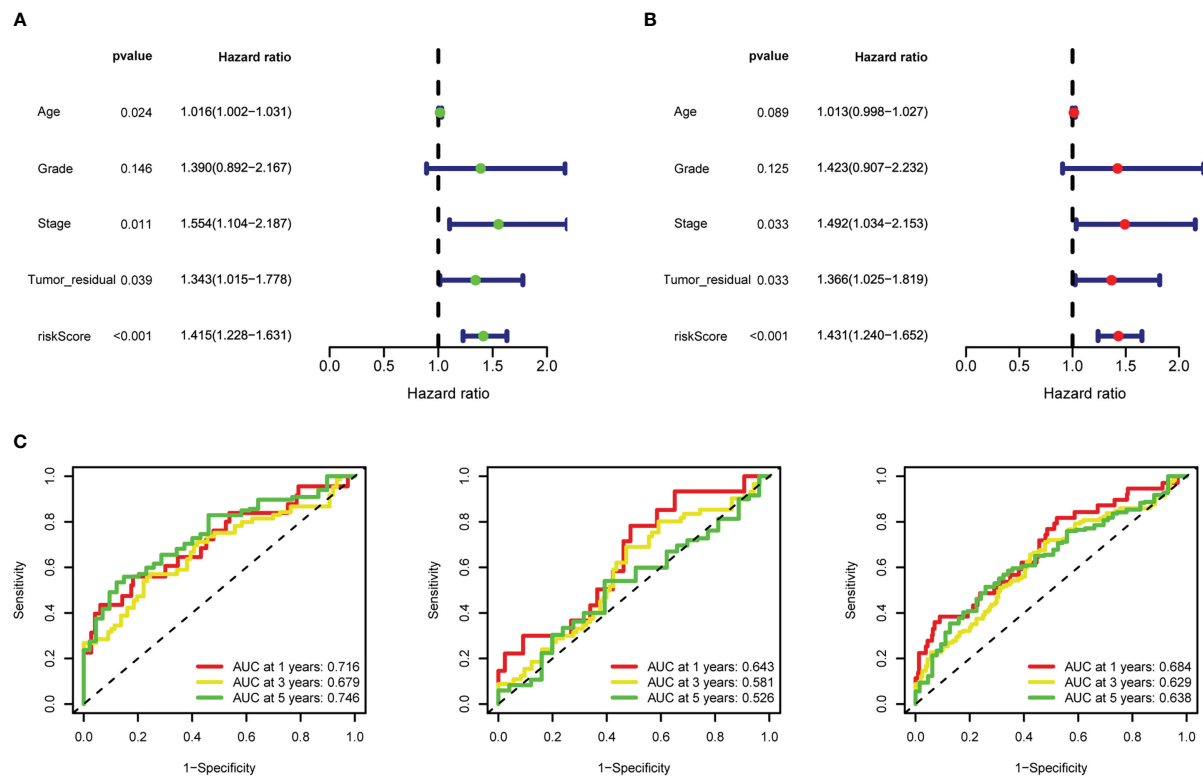 A
pvalue Hazard ratio
Age 0.024 1.016(1.002−1.031)
Grade 0.146 1.390(0.892−2.167)
Stage 0.011 1.554(1.104−2.187)
Tumor_residual 0.039 1.343(1.015−1.778)
riskScore <0.001 1.415(1.228−1.631)
0.0 0.5 1.0 1.5 2.0
Hazard ratio
B
pvalue Hazard ratio
Age 0.089 1.013(0.998−1.027)
Grade 0.125 1.423(0.907−2.232)
Stage 0.033 1.492(1.034−2.153)
Tumor_residual 0.033 1.366(1.025−1.819)
riskScore <0.001 1.431(1.240−1.652)
0.0 0.5 1.0 1.5 2.0
Hazard ratio
C
Sensitivity
1.0
0.8
0.6
0.4
0.2
0.0
AUC at 1 years: 0.716
AUC at 3 years: 0.679
AUC at 5 years: 0.746
0.0 0.2 0.4 0.6 0.8 1.0
1−Specificity
Sensitivity
1.0
0.8
0.6
0.4
0.2
0.0
AUC at 1 years: 0.643
AUC at 3 years: 0.581
AUC at 5 years: 0.526
0.0 0.2 0.4 0.6 0.8 1.0
1−Specificity
Sensitivity
1.0
0.8
0.6
0.4
0.2
0.0
AUC at 1 years: 0.684
AUC at 3 years: 0.629
AUC at 5 years: 0.638
0.0 0.2 0.4 0.6 0.8 1.0
1−Specificity